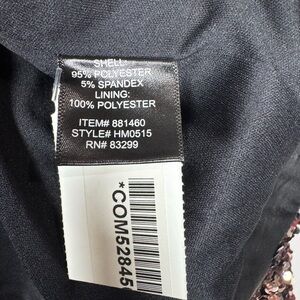 SHELL:
95% POLYESTER
5% SPANDEX
LINING:
100% POLYESTER
ITEM# 881460
STYLE# HM0515
RN# 83299
*COM52845